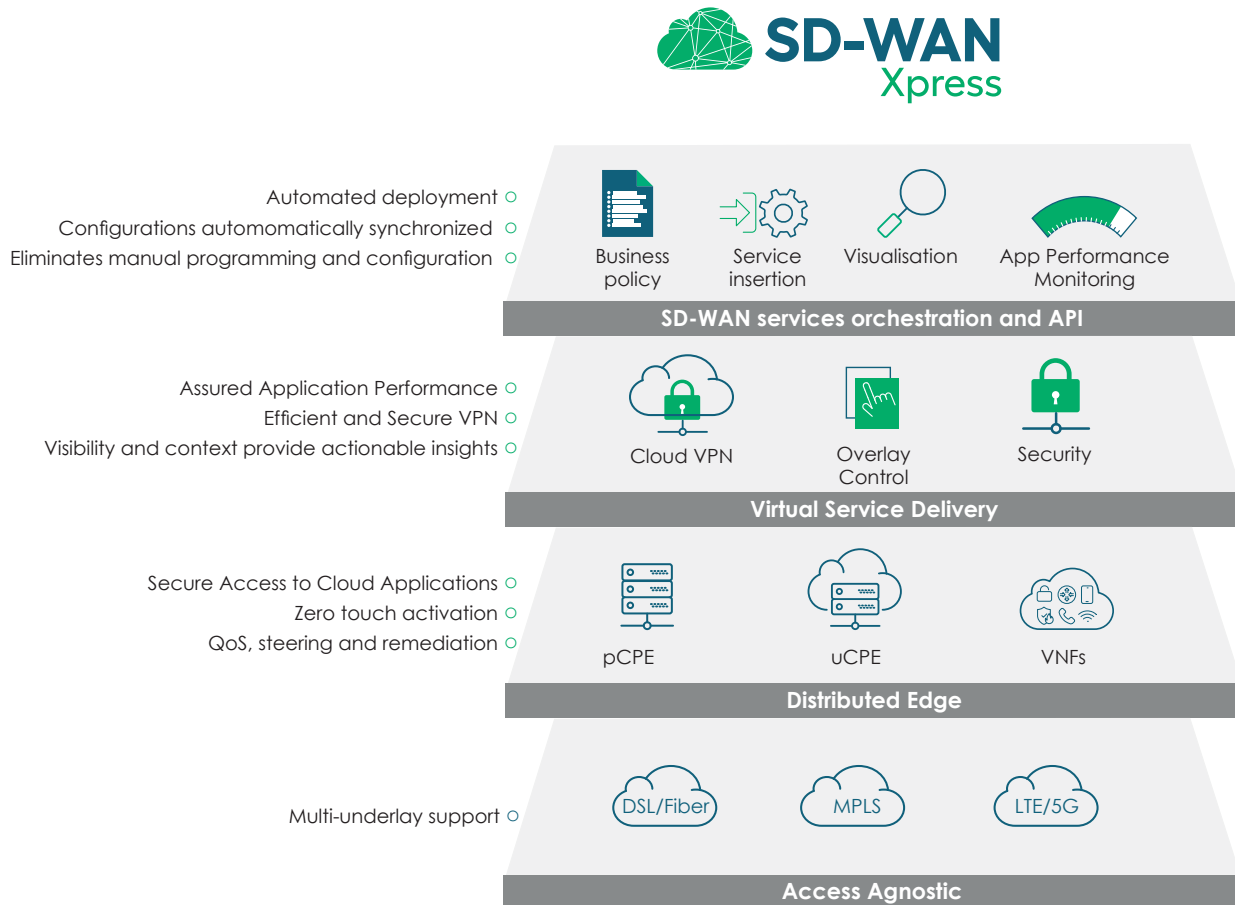 SD-WAN
Xpress
Automated deployment
Configurations automomatically synchronized
Eliminates manual programming and configuration
Business
policy
Service
insertion
Visualisation
App Performance
Monitoring
SD-WAN services orchestration and API
Assured Application Performance
Efficient and Secure VPN
Visibility and context provide actionable insights
Cloud VPN
Overlay
Control
Security
Virtual Service Delivery
Secure Access to Cloud Applications
Zero touch activation
QoS, steering and remediation
pCPE
uCPE
VNFs
Distributed Edge
Multi-underlay support
DSL/Fiber
MPLS
LTE/5G
Access Agnostic